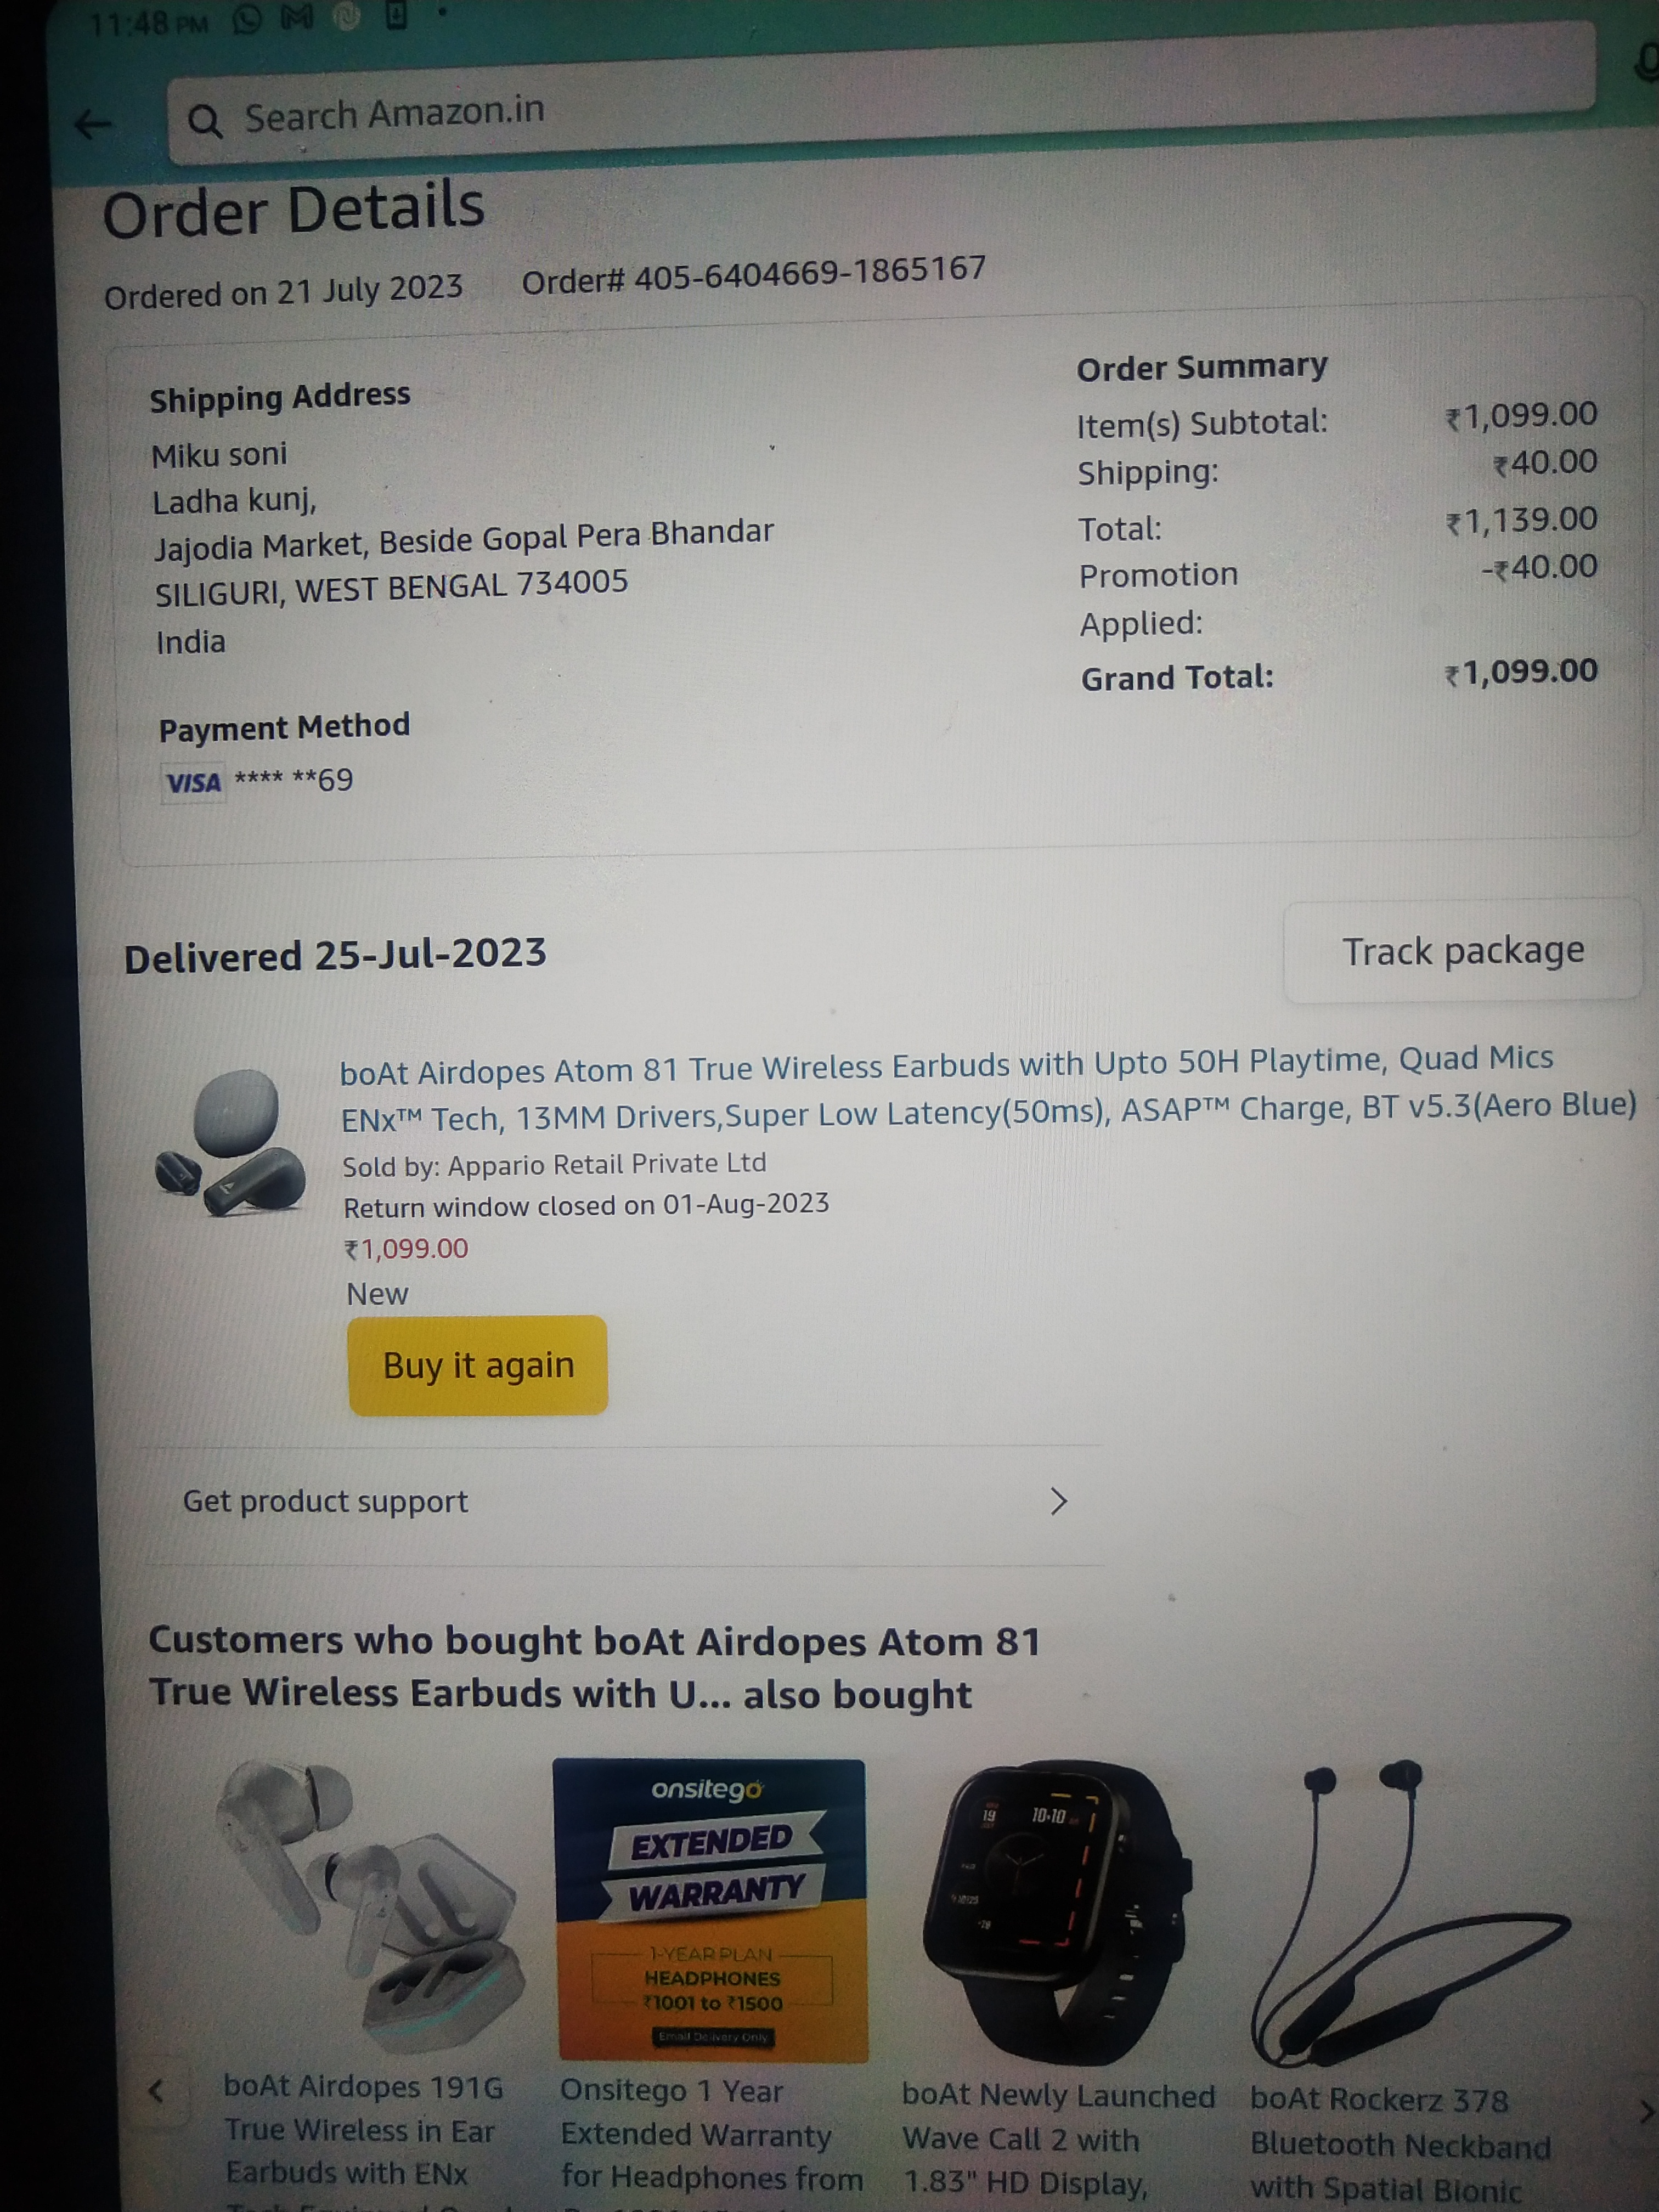 11:48 PM
Search Amazon.in
Order Details
Ordered on 21 July 2023 Order# 405-6404669-1865167
Shipping Address
Miku soni
Ladha kunj,
Jajodia Market, Beside Gopal Pera Bhandar
SILIGURI, WEST BENGAL 734005
India
Payment Method
VISA **** **69
Order Summary
Item(s) Subtotal: ₹1,099.00
Shipping: ₹40.00
Total: ₹1,139.00
Promotion -₹40.00
Applied:
Grand Total: ₹1,099.00
Delivered 25-Jul-2023
Track package
boAt Airdopes Atom 81 True Wireless Earbuds with Upto 50H Playtime, Quad Mics
ENx™ Tech, 13MM Drivers,Super Low Latency(50ms), ASAP™ Charge, BT v5.3(Aero Blue)
Sold by: Appario Retail Private Ltd
Return window closed on 01-Aug-2023
₹1,099.00
New
Buy it again
Get product support
Customers who bought boAt Airdopes Atom 81
True Wireless Earbuds with U... also bought
onsitego
EXTENDED
WARRANTY
1-YEAR PLAN
HEADPHONES
₹1001 to ₹1500
Email Delivery Only
19
10:10
boAt Airdopes 191G
True Wireless in Ear
Earbuds with ENx
Onsitego 1 Year
Extended Warranty
for Headphones from
boAt Newly Launched
Wave Call 2 with
1.83" HD Display,
boAt Rockerz 378
Bluetooth Neckband
with Spatial Bionic